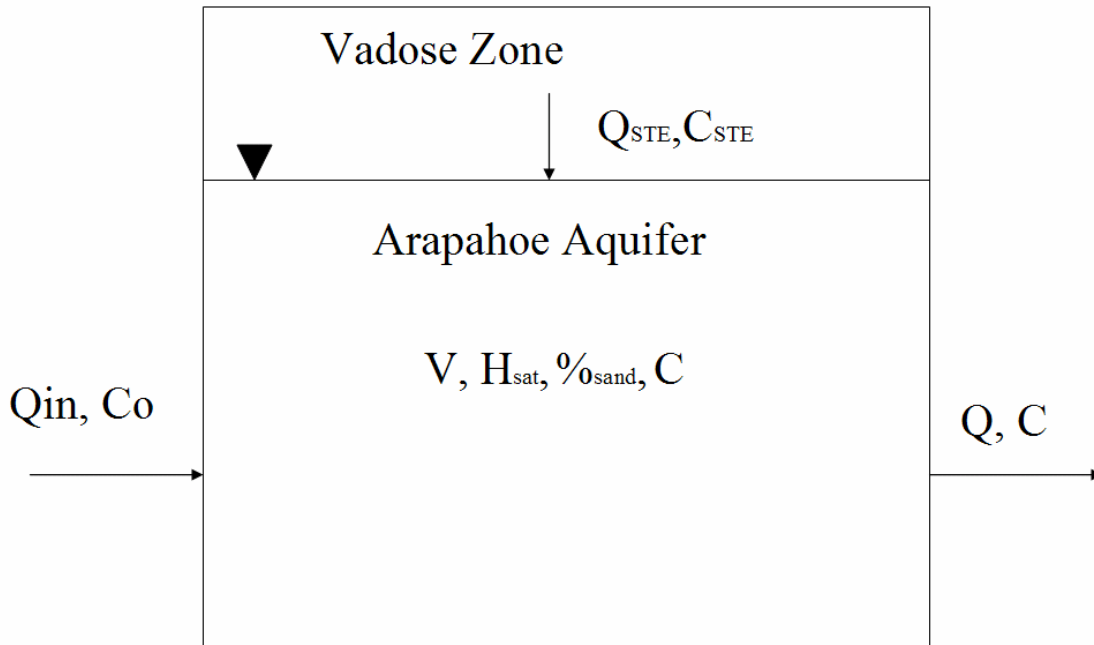 Vadose Zone
QSTE,CSTE
Arapahoe Aquifer
V, Hsat, %sand, C
Qin, Co
Q, C